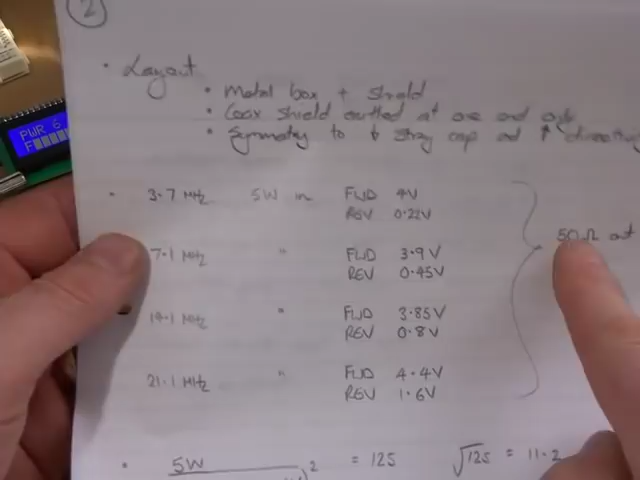 2
PWR 6
F
• Layout
• Metal box + shield
• Coax shield earthed at one end only
• Symmetry to ↓ stray cap and ↑ directivity
• 3.7 MHz 5W in FWD 4V
REV 0.22V
7.1 MHz " FWD 3.9V
REV 0.45V
14.1 MHz " FWD 3.85V
REV 0.8V
21.1 MHz " FWD 4.4V
REV 1.6V
50Ω out
• 5W 2 = 125 √125 = 11.2